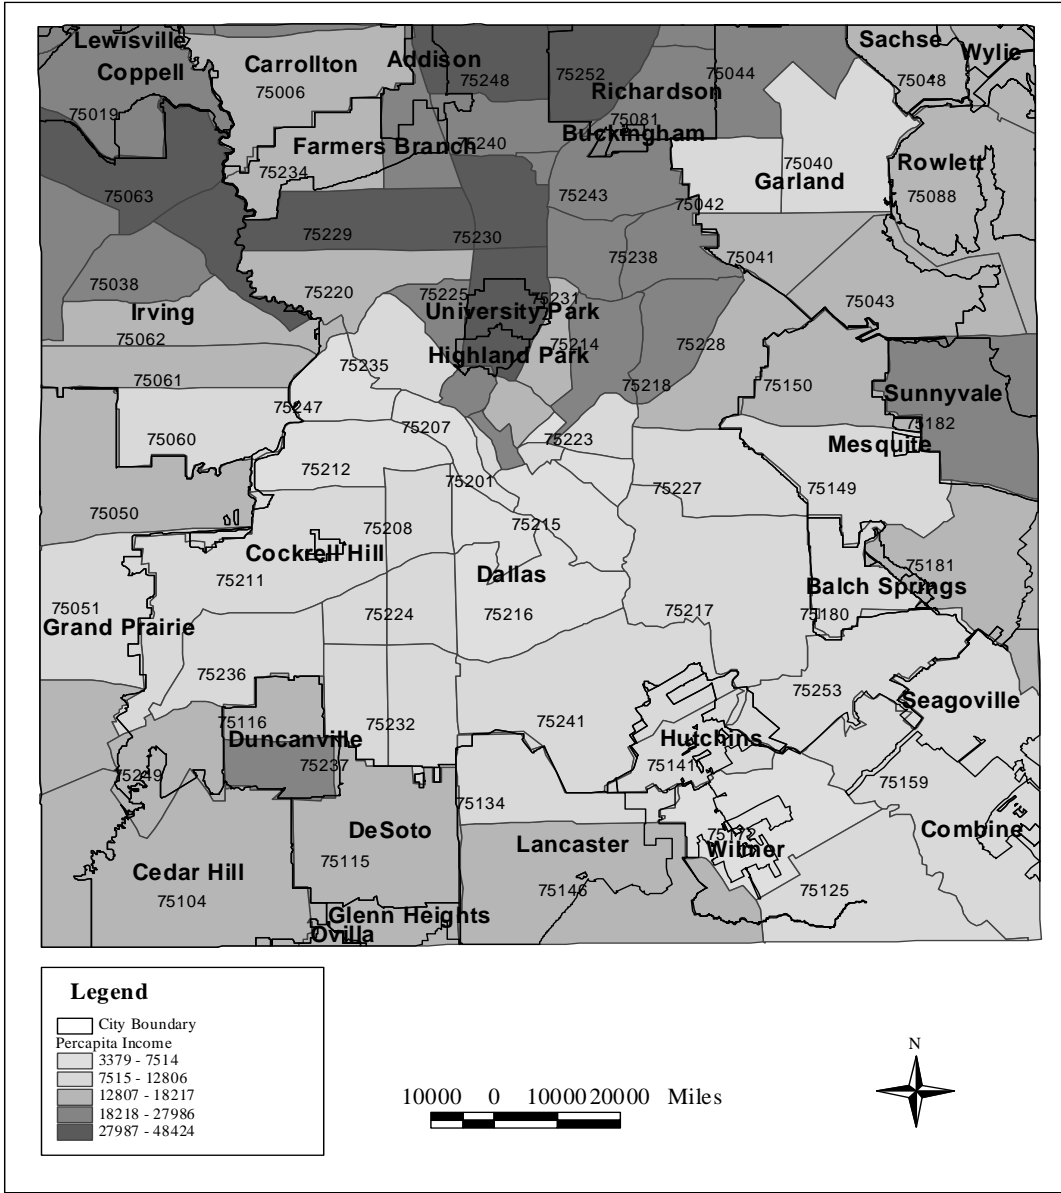 Lewisville
Addison
Sachse
Wylie
Coppell
Carrollton
75248
75252
75044
75048
75006
Richardson
75019
75081
Buckingham
Farmers Branch
75240
75234
75040
Rowlett
Garland
75063
75243
75042
75088
75229
75230
75238
75041
75038
75220
75225
75231
75043
Irving
University Park
75062
75214
75228
Highland Park
75235
75061
75218
75150
Sunnyvale
75247
75182
75207
75060
75223
Mesquite
75212
75201
75227
75149
75050
75208
75215
Cockrell Hill
Dallas
75211
75181
Balch Springs
75051
75224
75216
75217
75180
Grand Prairie
75236
75253
Seagoville
75116
75232
75241
Duncanville
Hutchins
75249
75237
75141
75159
75134
DeSoto
75172
Combine
Lancaster
Wilmer
75115
Cedar Hill
75146
75125
75104
Glenn Heights
Ovilla
Legend
City Boundary
Percapita Income
3379 - 7514
7515 - 12806
12807 - 18217
18218 - 27986
27987 - 48424
10000 0 10000 20000 Miles
N